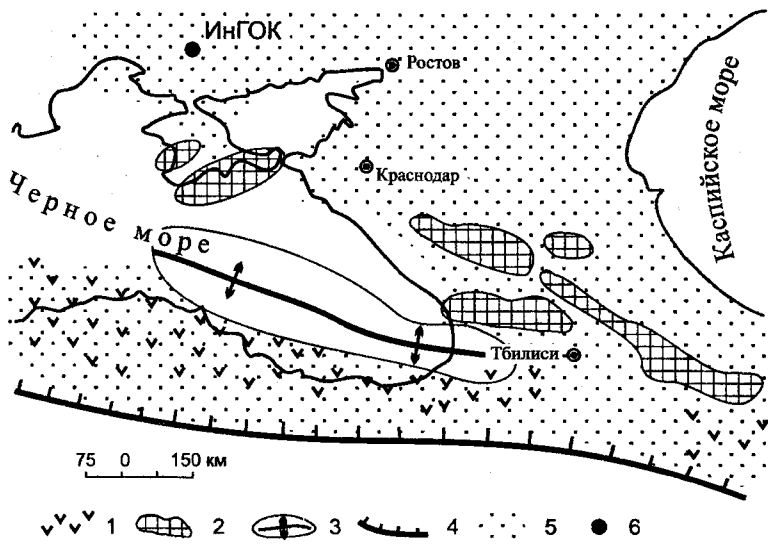 ИнГОК
Ростов
Краснодар
Каспийское море
Черное море
Тбилиси
75 0 150 км
1 2 3 4 5 6